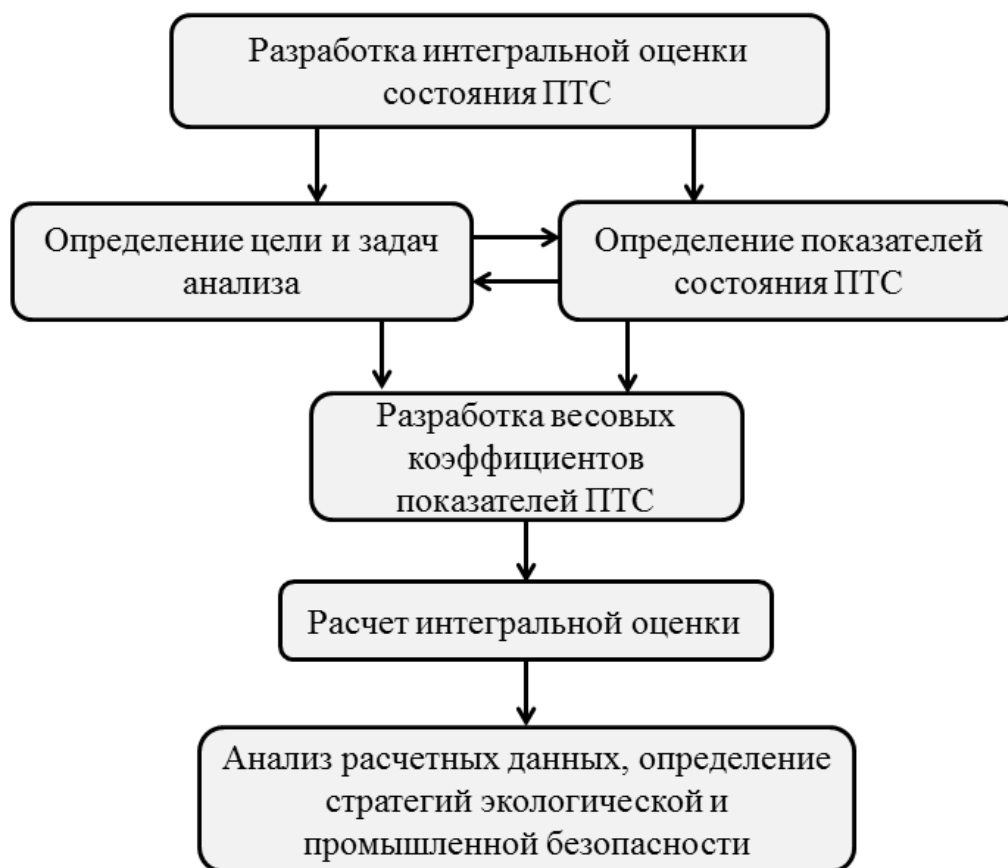 Разработка интегральной оценки
состояния ПТС
Определение цели и задач
анализа
Определение показателей
состояния ПТС
Разработка весовых
коэффициентов
показателей ПТС
Расчет интегральной оценки
Анализ расчетных данных, определение
стратегий экологической и
промышленной безопасности